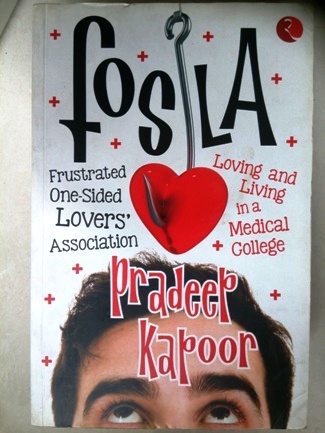 fosLA
Frustrated
One-Sided
Lovers'
Association
Loving and
Living
in a
Medical
College
Pradeep
Kapoor